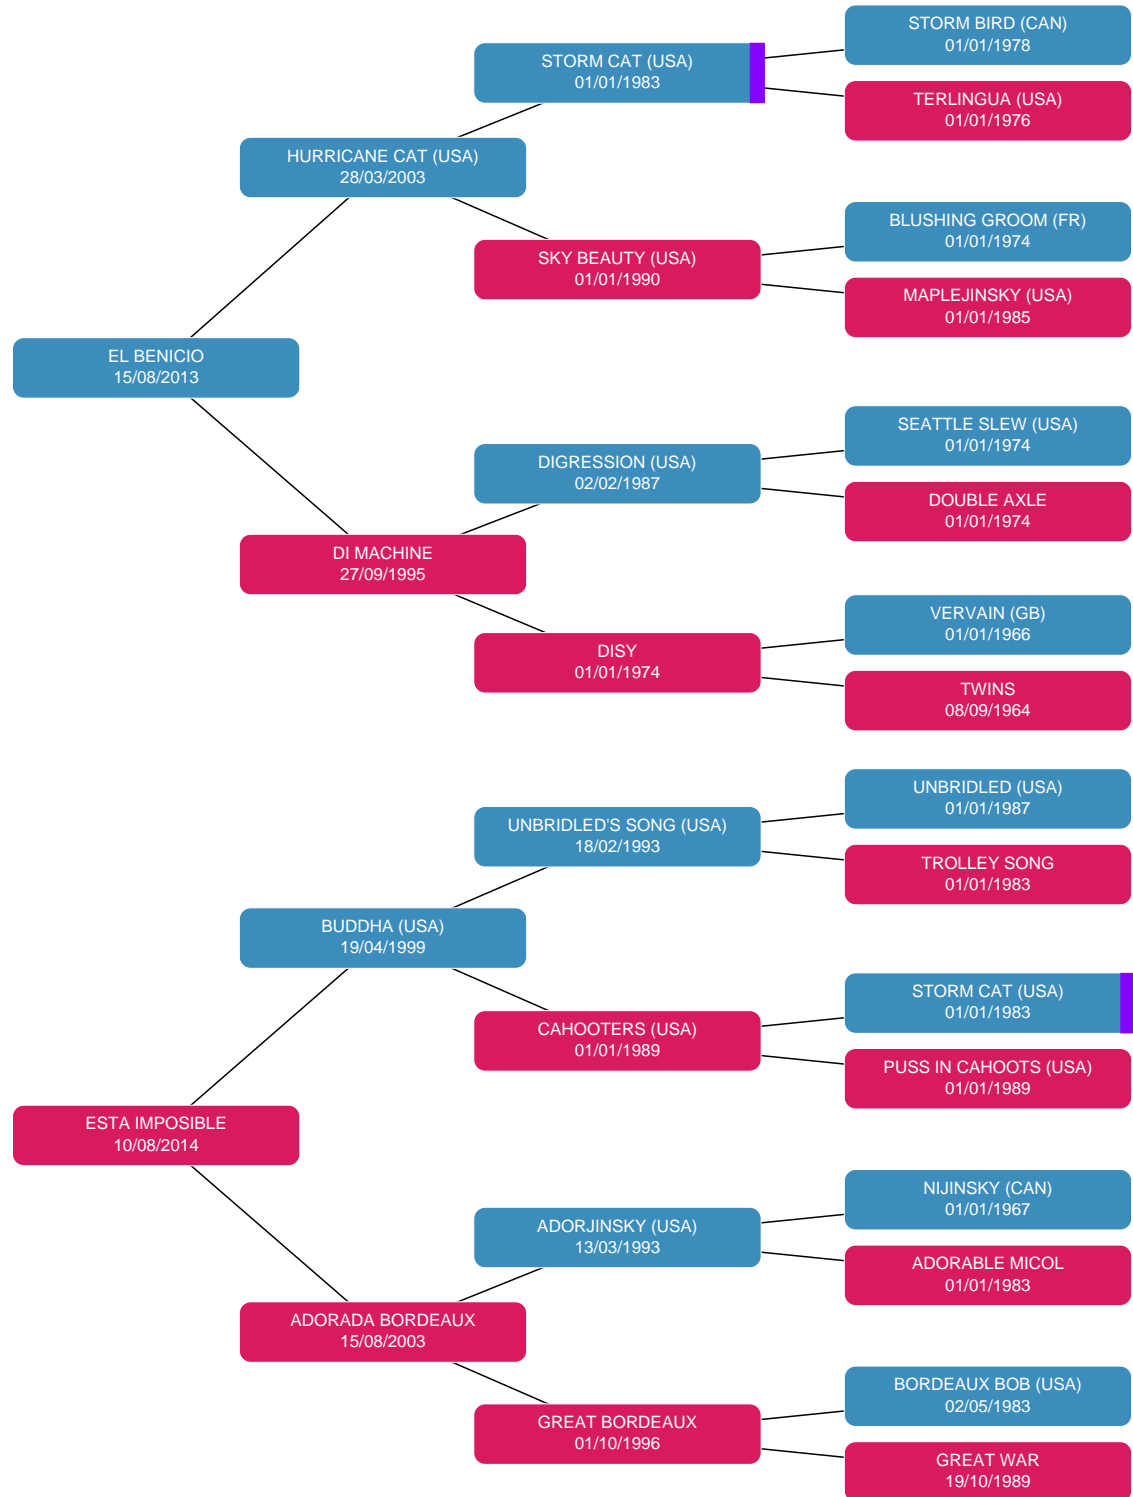 STORM BIRD (CAN)
01/01/1978
STORM CAT (USA)
01/01/1983
TERLINGUA (USA)
01/01/1976
HURRICANE CAT (USA)
28/03/2003
BLUSHING GROOM (FR)
01/01/1974
SKY BEAUTY (USA)
01/01/1990
MAPLEJINSKY (USA)
01/01/1985
EL BENICIO
15/08/2013
SEATTLE SLEW (USA)
01/01/1974
DIGRESSION (USA)
02/02/1987
DOUBLE AXLE
01/01/1974
DI MACHINE
27/09/1995
VERVAIN (GB)
01/01/1966
DISY
01/01/1974
TWINS
08/09/1964
UNBRIDLED (USA)
01/01/1987
UNBRIDLED'S SONG (USA)
18/02/1993
TROLLEY SONG
01/01/1983
BUDDHA (USA)
19/04/1999
STORM CAT (USA)
01/01/1983
CAHOOTERS (USA)
01/01/1989
PUSS IN CAHOOTS (USA)
01/01/1989
ESTA IMPOSIBLE
10/08/2014
NIJINSKY (CAN)
01/01/1967
ADORJINSKY (USA)
13/03/1993
ADORABLE MICOL
01/01/1983
ADORADA BORDEAUX
15/08/2003
BORDEAUX BOB (USA)
02/05/1983
GREAT BORDEAUX
01/10/1996
GREAT WAR
19/10/1989